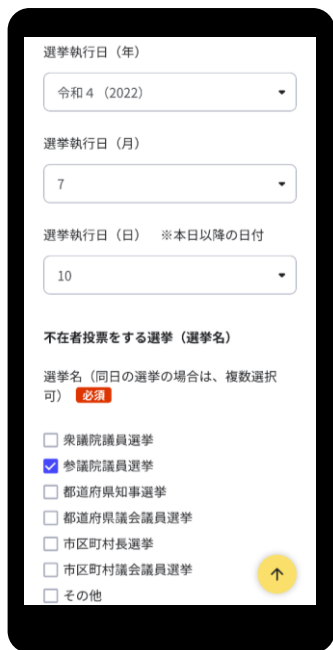 選挙執行日（年）
令和４（2022）
選挙執行日（月）
7
選挙執行日（日）　※本日以降の日付
10
不在者投票をする選挙（選挙名）
選挙名（同日の選挙の場合は、複数選択
可） 必須
衆議院議員選挙
参議院議員選挙
都道府県知事選挙
都道府県議会議員選挙
市区町村長選挙
市区町村議会議員選挙
その他